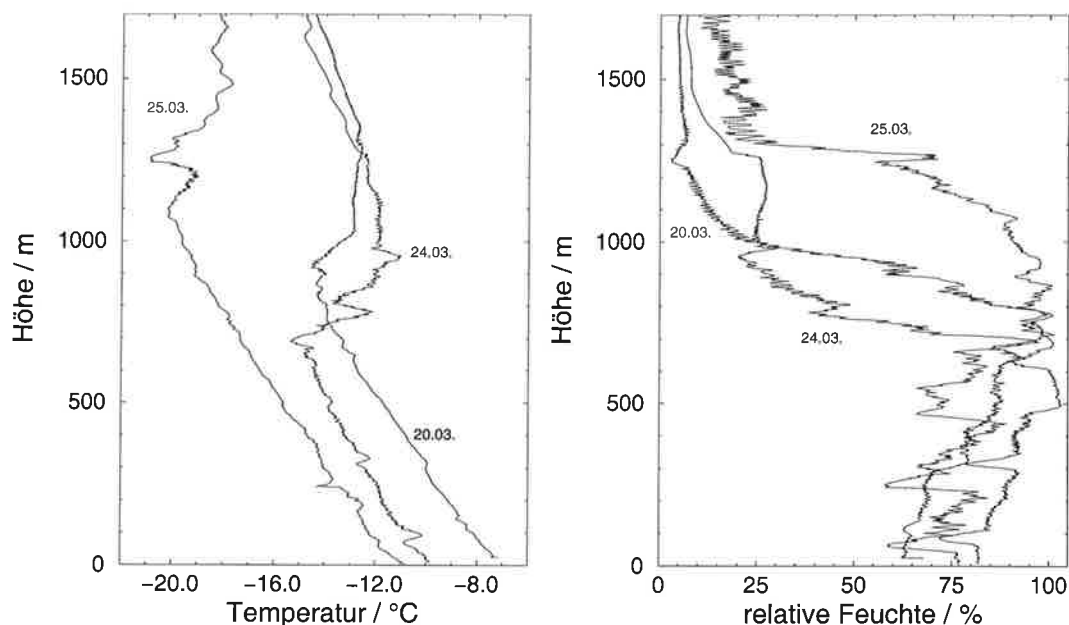 1500
1000
500
0
Höhe / m
−20.0 −16.0 −12.0 −8.0
Temperatur / °C
25.03.
24.03.
20.03.
1500
1000
500
0
Höhe / m
0 25 50 75 100
relative Feuchte / %
25.03.
20.03.
24.03.